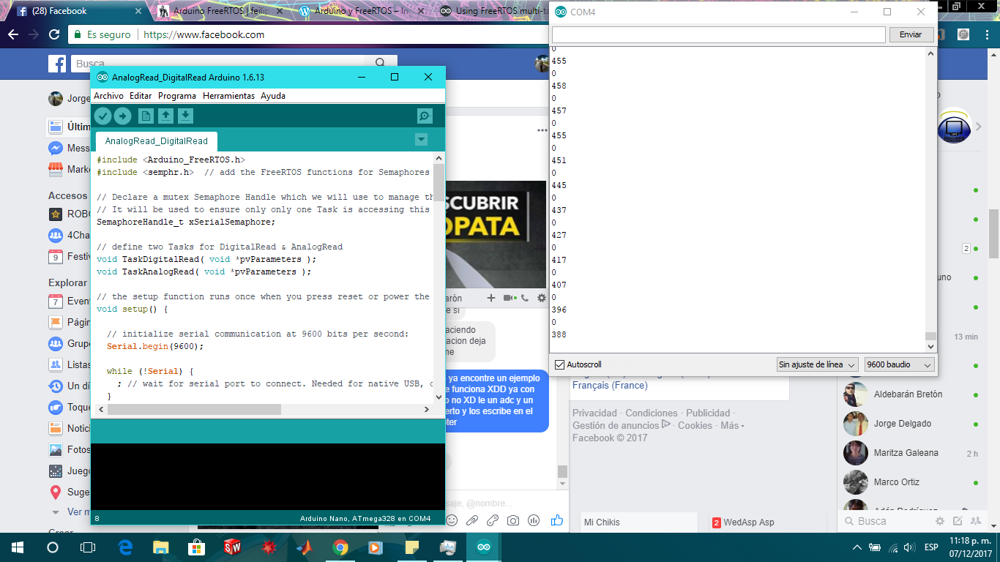 (28) Facebook
Arduino FreeRTOS | feilip
Arduino y FreeRTOS – In
Using FreeRTOS multi-ta
Es seguro
https://www.facebook.com
Busca
Jorge
Últim
Mess
Marke
Accesos
ROBO
4Cha
9 Festiv
Explorar
7 Event
Págin
Grupo
Listas
Un dí
Toque
Notici
Fotos
Juego
Suge
Ver m
AnalogRead_DigitalRead Arduino 1.6.13
Archivo Editar Programa Herramientas Ayuda
AnalogRead_DigitalRead
#include <Arduino_FreeRTOS.h>
#include <semphr.h>  // add the FreeRTOS functions for Semaphores
// Declare a mutex Semaphore Handle which we will use to manage th
// It will be used to ensure only only one Task is accessing this
SemaphoreHandle_t xSerialSemaphore;
// define two Tasks for DigitalRead & AnalogRead
void TaskDigitalRead( void *pvParameters );
void TaskAnalogRead( void *pvParameters );
// the setup function runs once when you press reset or power the
void setup() {
// initialize serial communication at 9600 bits per second:
Serial.begin(9600);
while (!Serial) {
; // wait for serial port to connect. Needed for native USB, o
}
8
Arduino Nano, ATmega328 en COM4
SCUBRIR
OPATA
arón
e si
aciendo
acion deja
me
ya encontre un ejemplo
e funciona XDD ya con
o no XD le un adc y un
erto y los escribe en el
ter
saje, @nombre...
COM4
Enviar
0
455
0
458
0
457
0
455
0
451
0
445
0
437
0
427
0
417
0
407
0
396
0
388
Autoscroll
Sin ajuste de línea
9600 baudio
Français (France)
Privacidad · Condiciones · Publicidad ·
Gestión de anuncios · Cookies · Más
Facebook © 2017
Mi Chikis
2 WedAsp Asp
2
uno
13 min
Aldebarán Bretón
Jorge Delgado
Maritza Galeana 2 h
Marco Ortiz
Adán Rodríguez
Busca
ESP
11:18 p. m.
07/12/2017